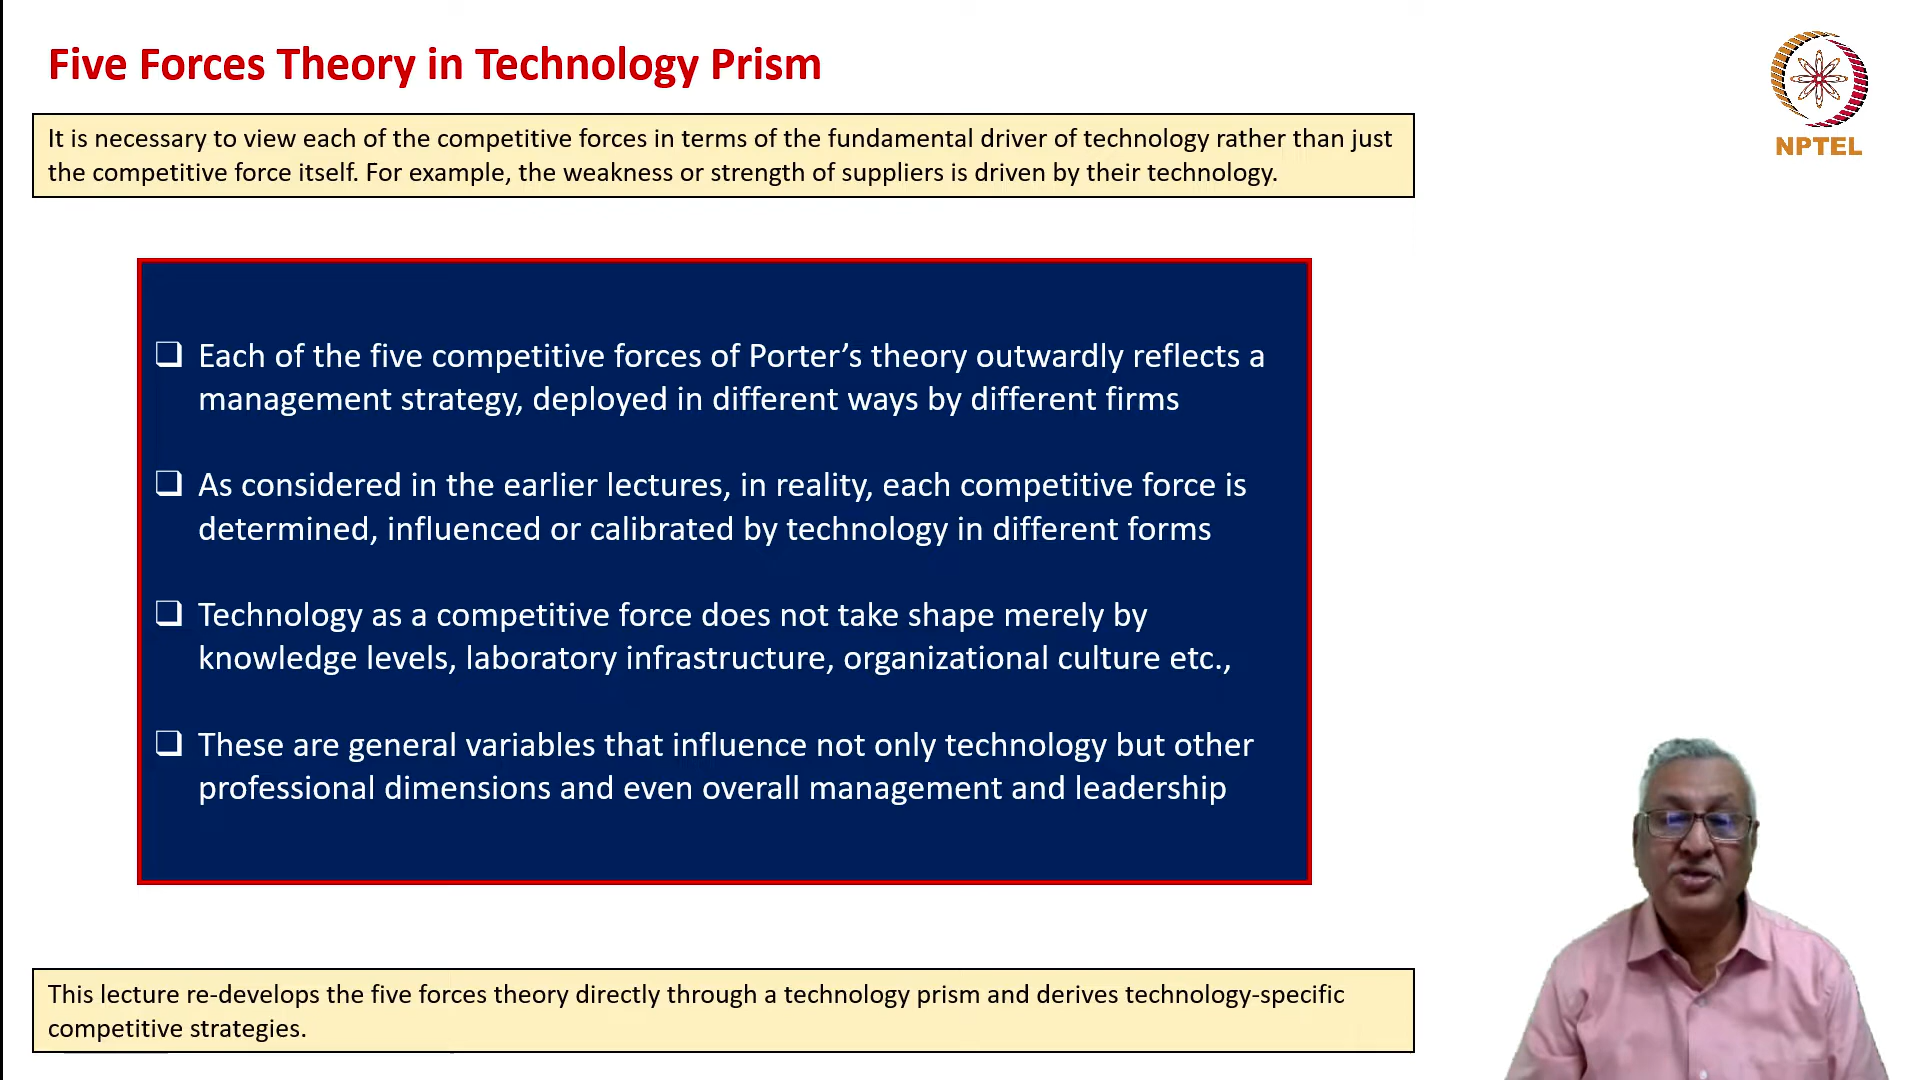 Five Forces Theory in Technology Prism
NPTEL
It is necessary to view each of the competitive forces in terms of the fundamental driver of technology rather than just
the competitive force itself. For example, the weakness or strength of suppliers is driven by their technology.
❑ Each of the five competitive forces of Porter’s theory outwardly reflects a
management strategy, deployed in different ways by different firms
❑ As considered in the earlier lectures, in reality, each competitive force is
determined, influenced or calibrated by technology in different forms
❑ Technology as a competitive force does not take shape merely by
knowledge levels, laboratory infrastructure, organizational culture etc.,
❑ These are general variables that influence not only technology but other
professional dimensions and even overall management and leadership
This lecture re-develops the five forces theory directly through a technology prism and derives technology-specific
competitive strategies.